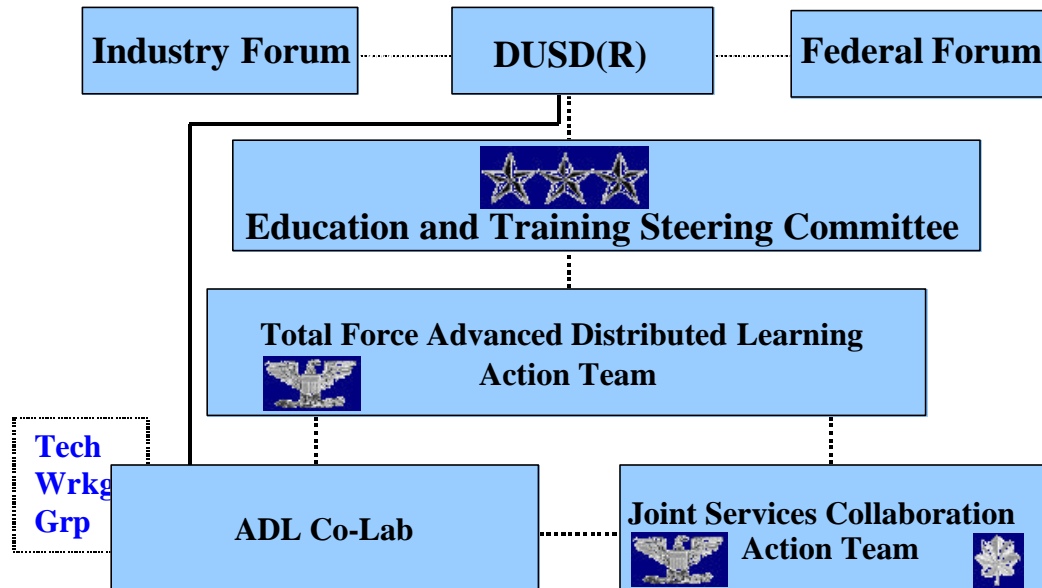 Industry Forum
DUSD(R)
Federal Forum
Education and Training Steering Committee
Total Force Advanced Distributed Learning
Action Team
Tech
Wrkg
Grp
ADL Co-Lab
Joint Services Collaboration
Action Team